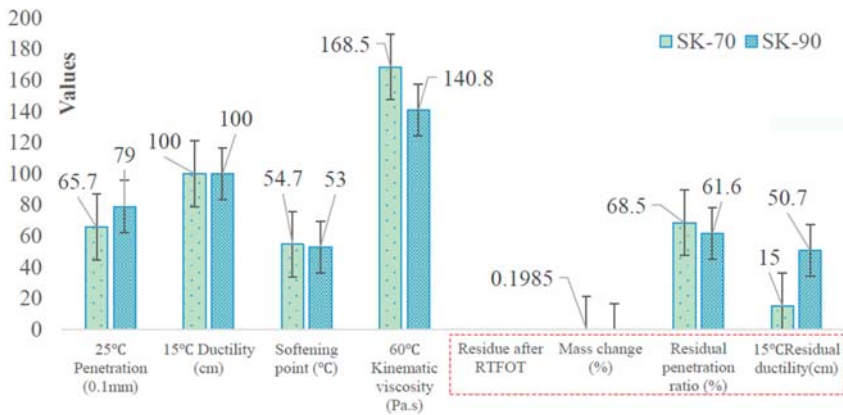 200
180
160
140
120
100
80
60
40
20
0
Values
SK-70 SK-90
65.7
79
100
100
54.7
53
168.5
140.8
0.1985
68.5
61.6
15
50.7
25℃
Penetration
(0.1mm)
15℃ Ductility
(cm)
Softening
point (℃)
60℃
Kinematic
viscosity
(Pa.s)
Residue after
RTFOT
Mass change
(%)
Residual
penetration
ratio (%)
15℃Residual
ductility(cm)